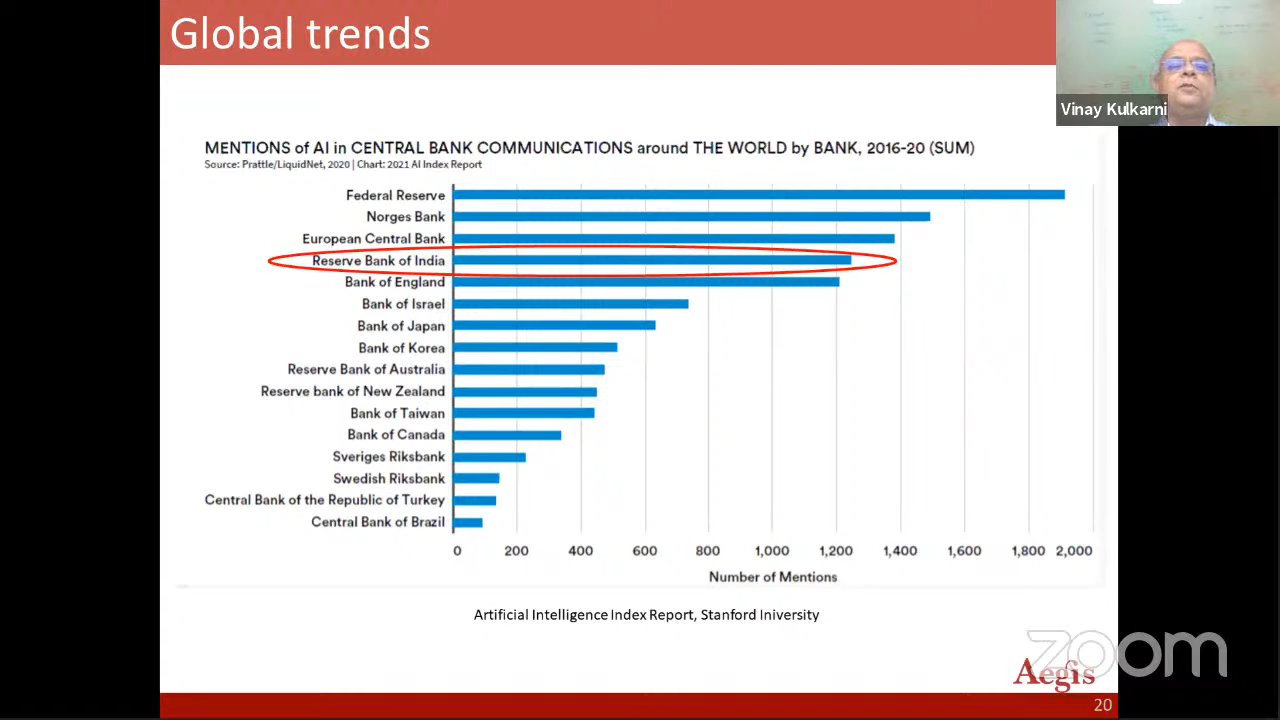 Global trends
Vinay Kulkarni
MENTIONS of AI in CENTRAL BANK COMMUNICATIONS around THE WORLD by BANK, 2016-20 (SUM)
Source: Prattle/LiquidNet, 2020 | Chart: 2021 AI Index Report
Federal Reserve
Norges Bank
European Central Bank
Reserve Bank of India
Bank of England
Bank of Israel
Bank of Japan
Bank of Korea
Reserve Bank of Australia
Reserve bank of New Zealand
Bank of Taiwan
Bank of Canada
Sveriges Riksbank
Swedish Riksbank
Central Bank of the Republic of Turkey
Central Bank of Brazil
0 200 400 600 800 1,000 1,200 1,400 1,600 1,800 2,000
Number of Mentions
Artificial Intelligence Index Report, Stanford Iniversity
zoom
Aegis
20